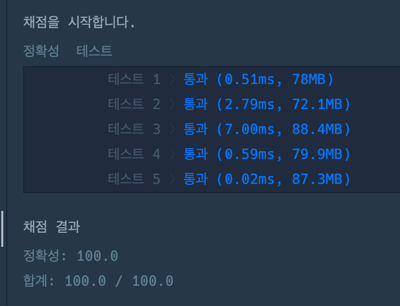 채점을 시작합니다.
정확성 테스트
테스트 1 〉 통과 (0.51ms, 78MB)
테스트 2 〉 통과 (2.79ms, 72.1MB)
테스트 3 〉 통과 (7.00ms, 88.4MB)
테스트 4 〉 통과 (0.59ms, 79.9MB)
테스트 5 〉 통과 (0.02ms, 87.3MB)
채점 결과
정확성: 100.0
합계: 100.0 / 100.0